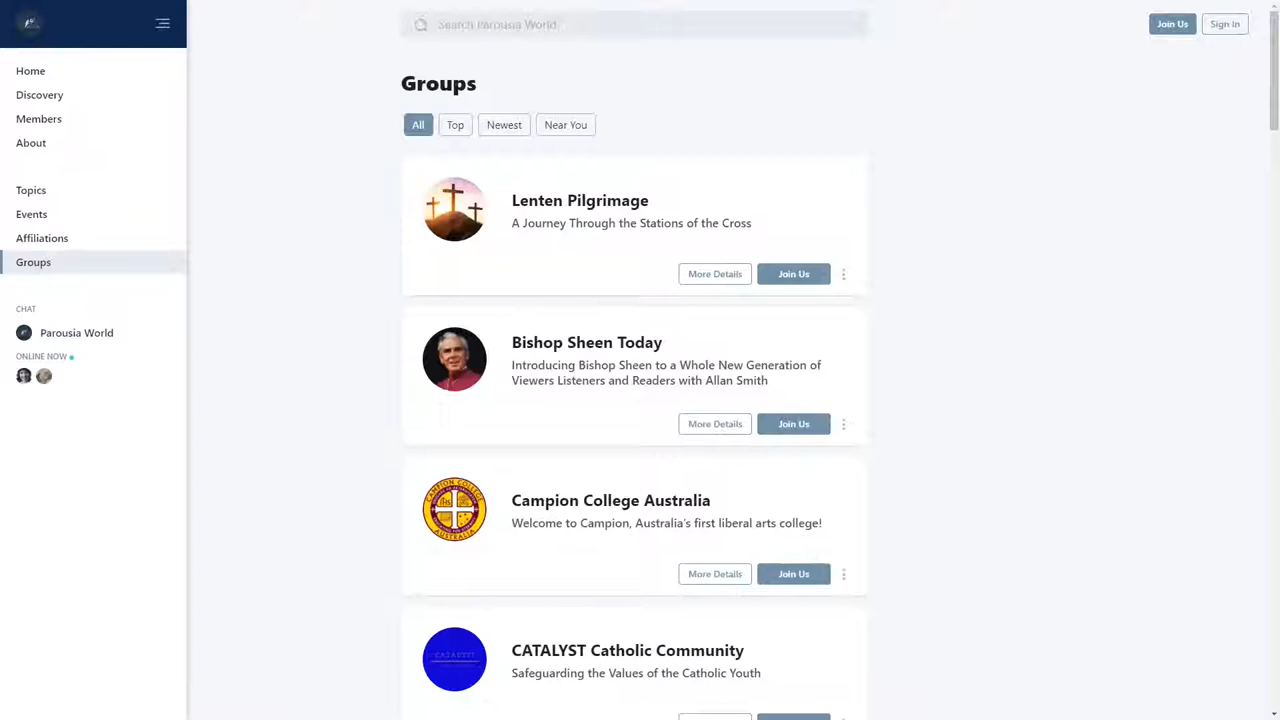 Search Parousia World
Join Us
Sign In
Home
Discovery
Members
About
Topics
Events
Affiliations
Groups
CHAT
Parousia World
ONLINE NOW
Groups
All
Top
Newest
Near You
Lenten Pilgrimage
A Journey Through the Stations of the Cross
More Details
Join Us
Bishop Sheen Today
Introducing Bishop Sheen to a Whole New Generation of
Viewers Listeners and Readers with Allan Smith
More Details
Join Us
CAMPION COLLEGE
AUSTRALIA
Campion College Australia
Welcome to Campion, Australia's first liberal arts college!
More Details
Join Us
CATALYST
CATALYST Catholic Community
Safeguarding the Values of the Catholic Youth